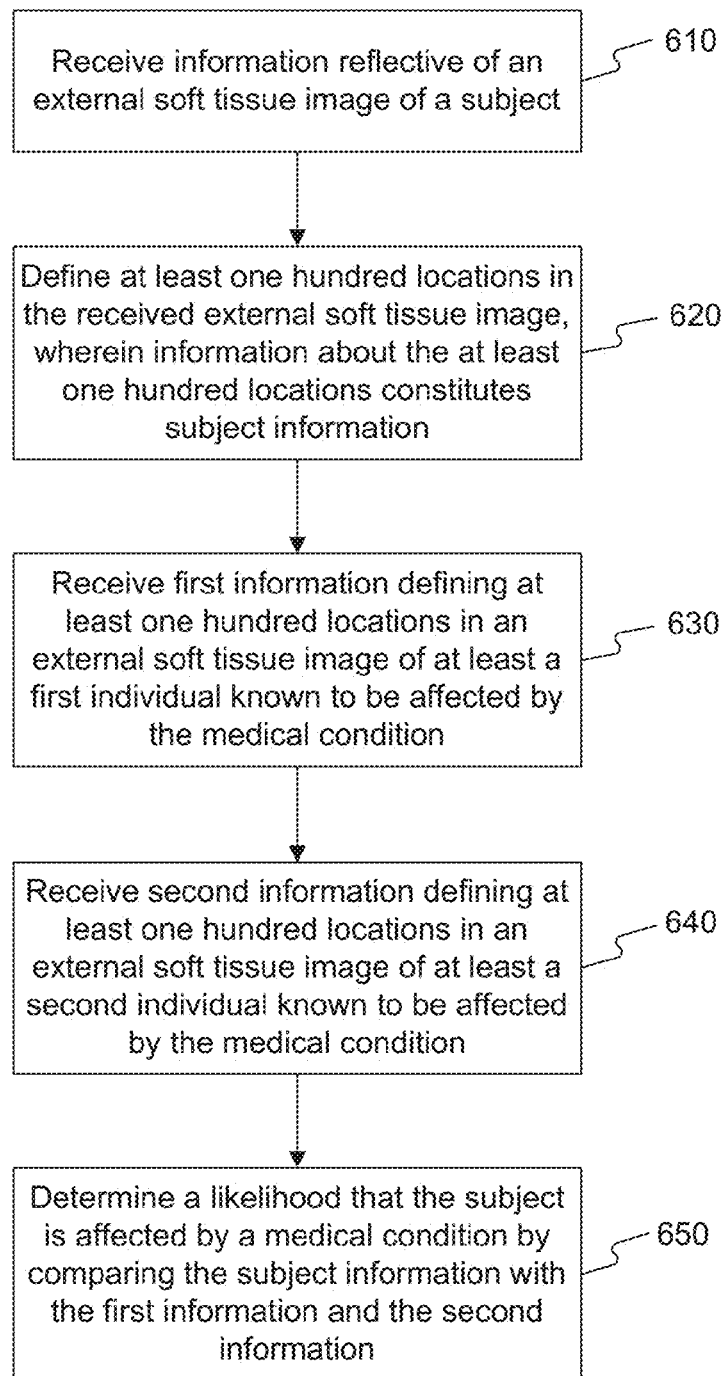 Receive information reflective of an
external soft tissue image of a subject
610
Define at least one hundred locations in
the received external soft tissue image,
wherein information about the at least
one hundred locations constitutes
subject information
620
Receive first information defining at
least one hundred locations in an
external soft tissue image of at least a
first individual known to be affected by
the medical condition
630
Receive second information defining at
least one hundred locations in an
external soft tissue image of at least a
second individual known to be affected
by the medical condition
640
Determine a likelihood that the subject
is affected by a medical condition by
comparing the subject information with
the first information and the second
information
650